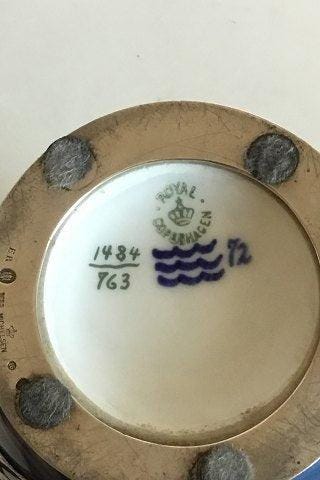 ROYAL
COPENHAGEN
1484
763
72